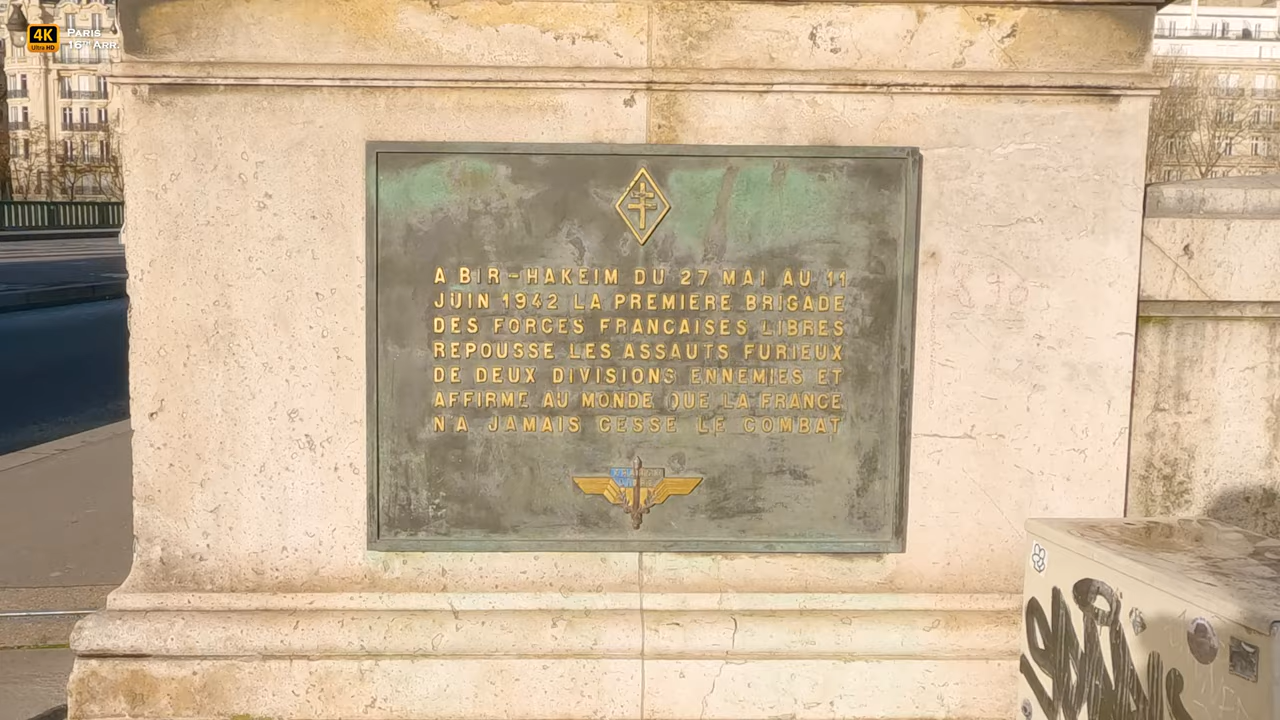 4K
Ultra HD
PARIS
16TH ARR.
A BIR-HAKEIM DU 27 MAI AU 11
JUIN 1942 LA PREMIERE BRIGADE
DES FORCES FRANCAISES LIBRES
REPOUSSE LES ASSAUTS FURIEUX
DE DEUX DIVISIONS ENNEMIES ET
AFFIRME AU MONDE QUE LA FRANCE
N'A JAMAIS CESSE LE COMBAT